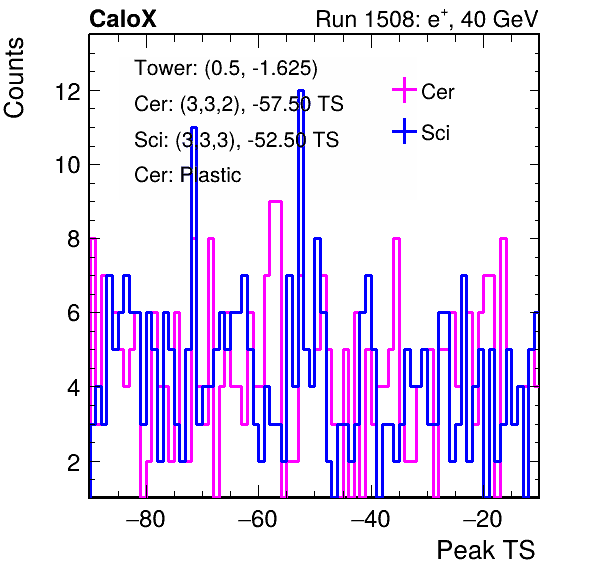 CaloX Run 1508: e+, 40 GeV
Counts
Tower: (0.5, -1.625)
Cer: (3,3,2), -57.50 TS
Sci: (3,3,3), -52.50 TS
Cer: Plastic
Cer
Sci
12
10
8
6
4
2
−80 −60 −40 −20
Peak TS